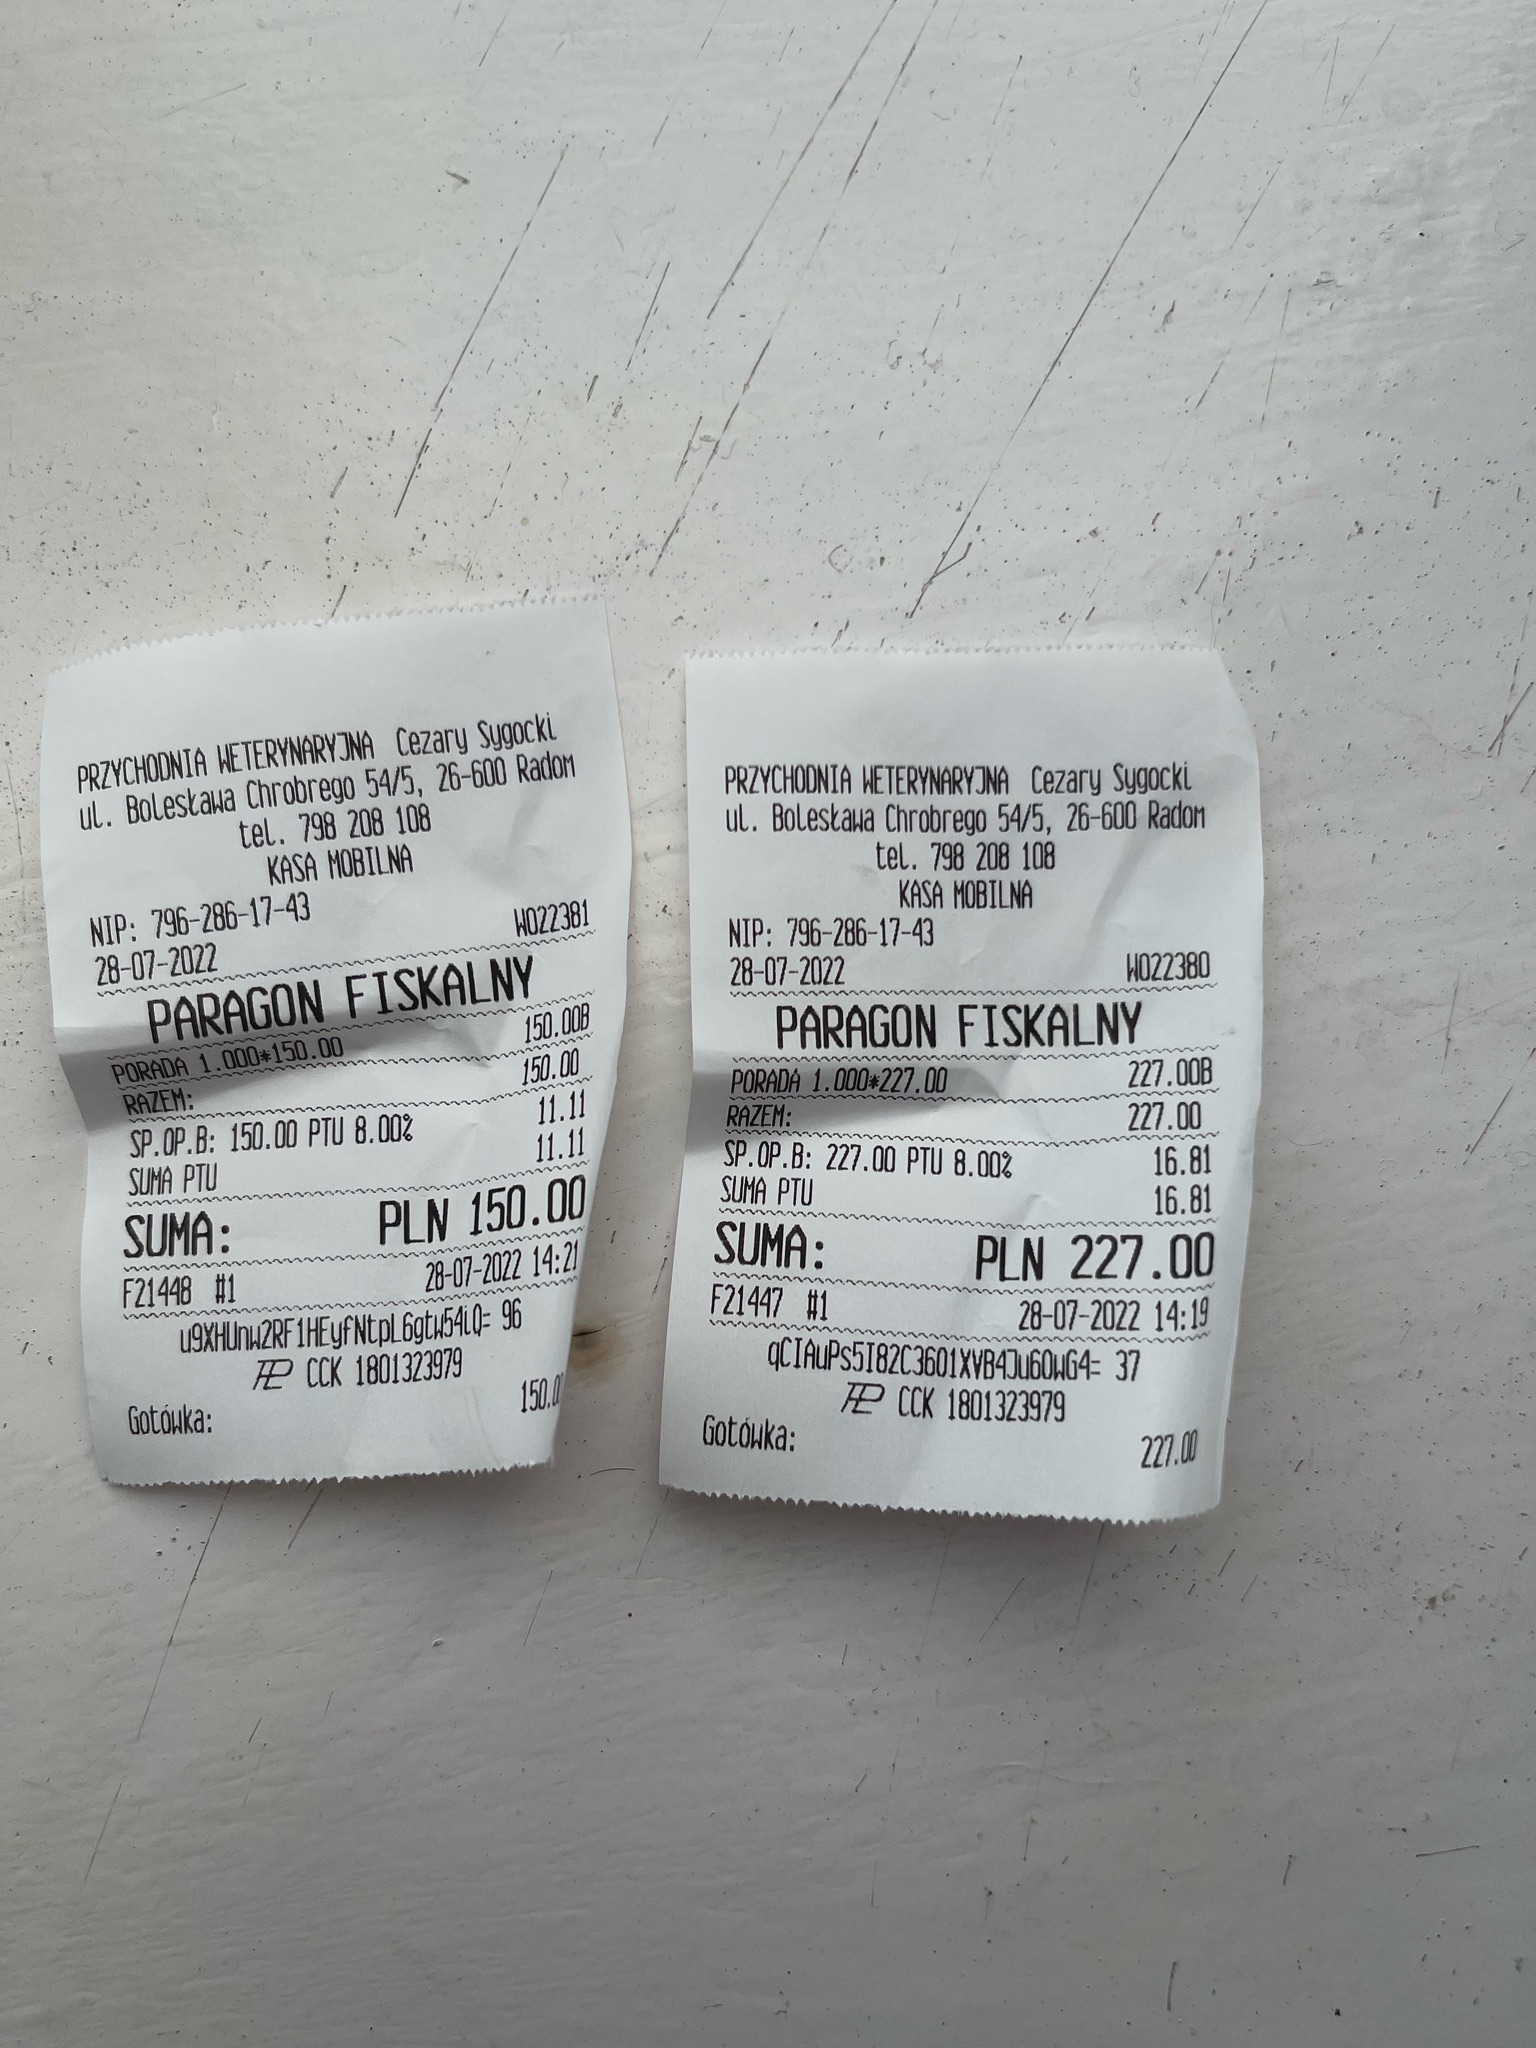 PRZYCHODNIA WETERYNARYJNA Cezary Sygocki
ul. Bolesława Chrobrego 54/5, 26-600 Radom
tel. 798 208 108
KASA MOBILNA
NIP: 796-286-17-43
28-07-2022 W022381
PARAGON FISKALNY
PORADA 1.000*150.00 150.00B
RAZEM: 150.00
SP.OP.B: 150.00 PTU 8.00% 11.11
SUMA PTU 11.11
SUMA: PLN 150.00
F21448 #1 28-07-2022 14:21
u9XHUnw2RF1HEyfNtpL6gtw54iQ= 96
CCK 1801323979
Gotówka: 150.00
PRZYCHODNIA WETERYNARYJNA Cezary Sygocki
ul. Bolesława Chrobrego 54/5, 26-600 Radom
tel. 798 208 108
KASA MOBILNA
NIP: 796-286-17-43
28-07-2022 W022380
PARAGON FISKALNY
PORADA 1.000*227.00 227.00B
RAZEM: 227.00
SP.OP.B: 227.00 PTU 8.00% 16.81
SUMA PTU 16.81
SUMA: PLN 227.00
F21447 #1 28-07-2022 14:19
qCIAuPs5I82C3601XVB4Ju60wG4= 37
CCK 1801323979
Gotówka: 227.00